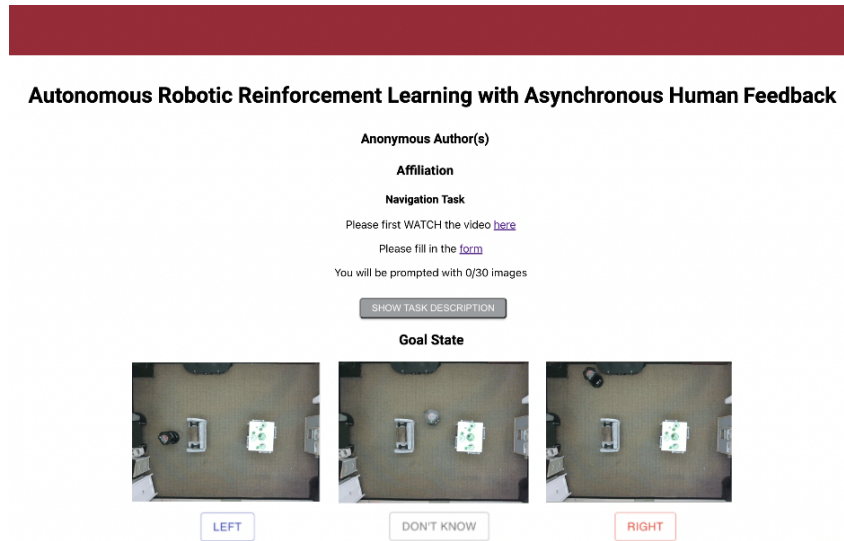 Autonomous Robotic Reinforcement Learning with Asynchronous Human Feedback
Anonymous Author(s)
Affiliation
Navigation Task
Please first WATCH the video here
Please fill in the form
You will be prompted with 0/30 images
SHOW TASK DESCRIPTION
Goal State
LEFT
DON'T KNOW
RIGHT